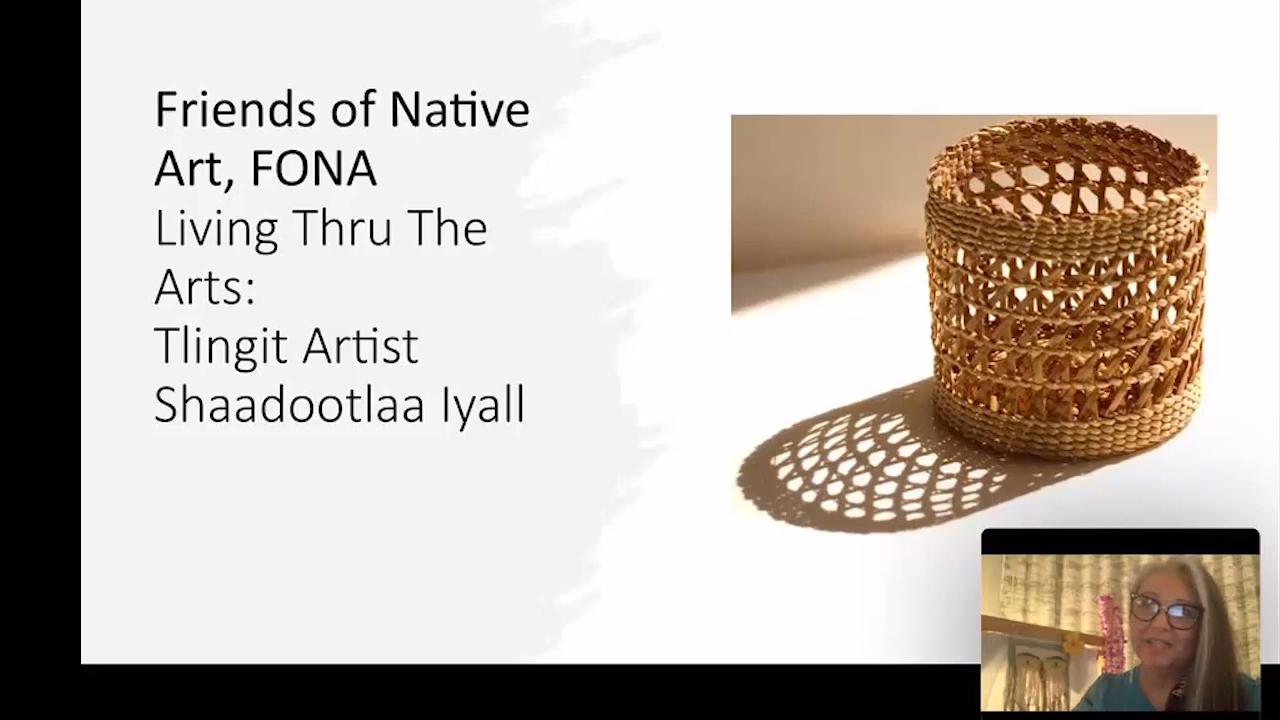 Friends of Native
Art, FONA
Living Thru The
Arts:
Tlingit Artist
Shaadootlaa Iyall